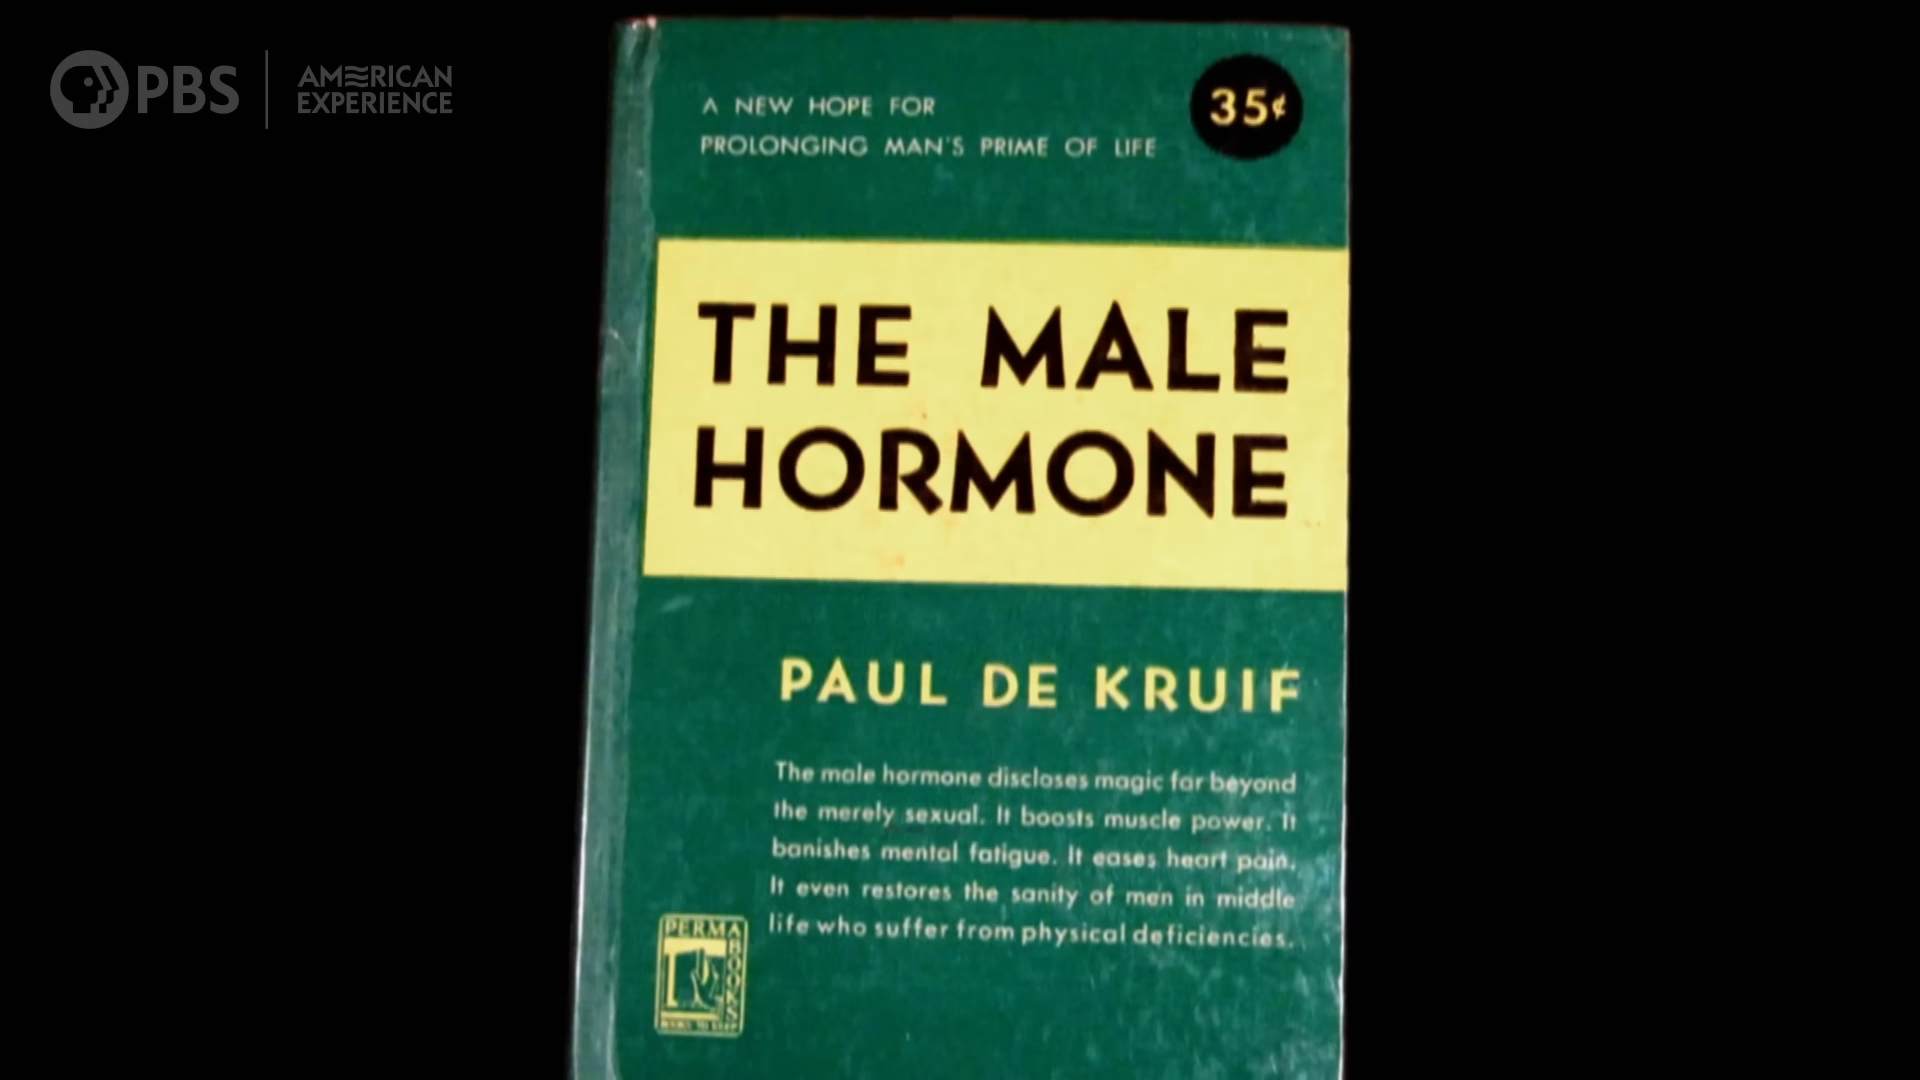 PBS
AMERICAN
EXPERIENCE
A NEW HOPE FOR
PROLONGING MAN'S PRIME OF LIFE
35¢
THE MALE
HORMONE
PAUL DE KRUIF
The male hormone discloses magic far beyond
the merely sexual. It boosts muscle power. It
banishes mental fatigue. It eases heart pain.
It even restores the sanity of men in middle
life who suffer from physical deficiencies.
PERMA
BOOKS